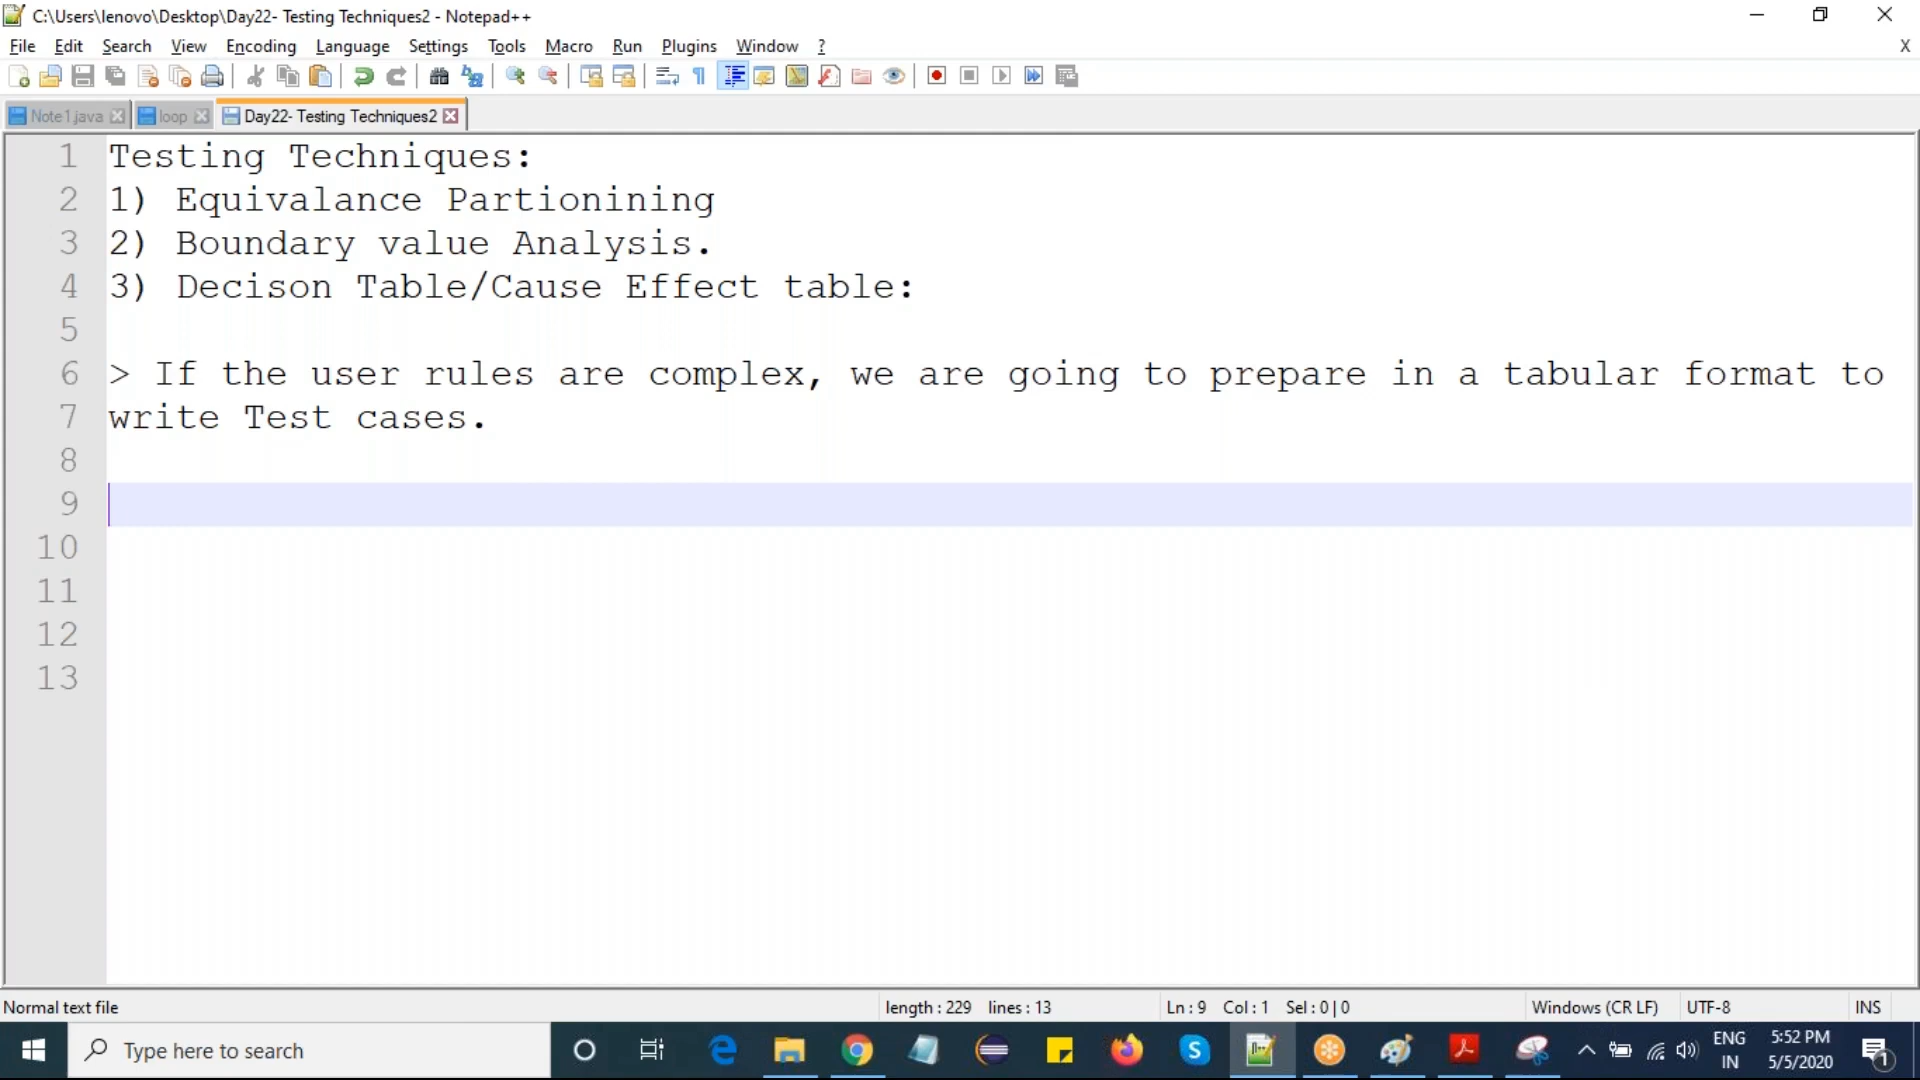 C:\Users\lenovo\Desktop\Day22- Testing Techniques2 - Notepad++
File Edit Search View Encoding Language Settings Tools Macro Run Plugins Window ?
X
Note1.java loop Day22- Testing Techniques2
1 Testing Techniques:
2 1) Equivalance Partionining
3 2) Boundary value Analysis.
4 3) Decison Table/Cause Effect table:
5
6 > If the user rules are complex, we are going to prepare in a tabular format to
7 write Test cases.
8
9
10
11
12
13
Normal text file length : 229 lines : 13 Ln : 9 Col : 1 Sel : 0 | 0 Windows (CR LF) UTF-8 INS
Type here to search
ENG 5:52 PM
IN 5/5/2020 1